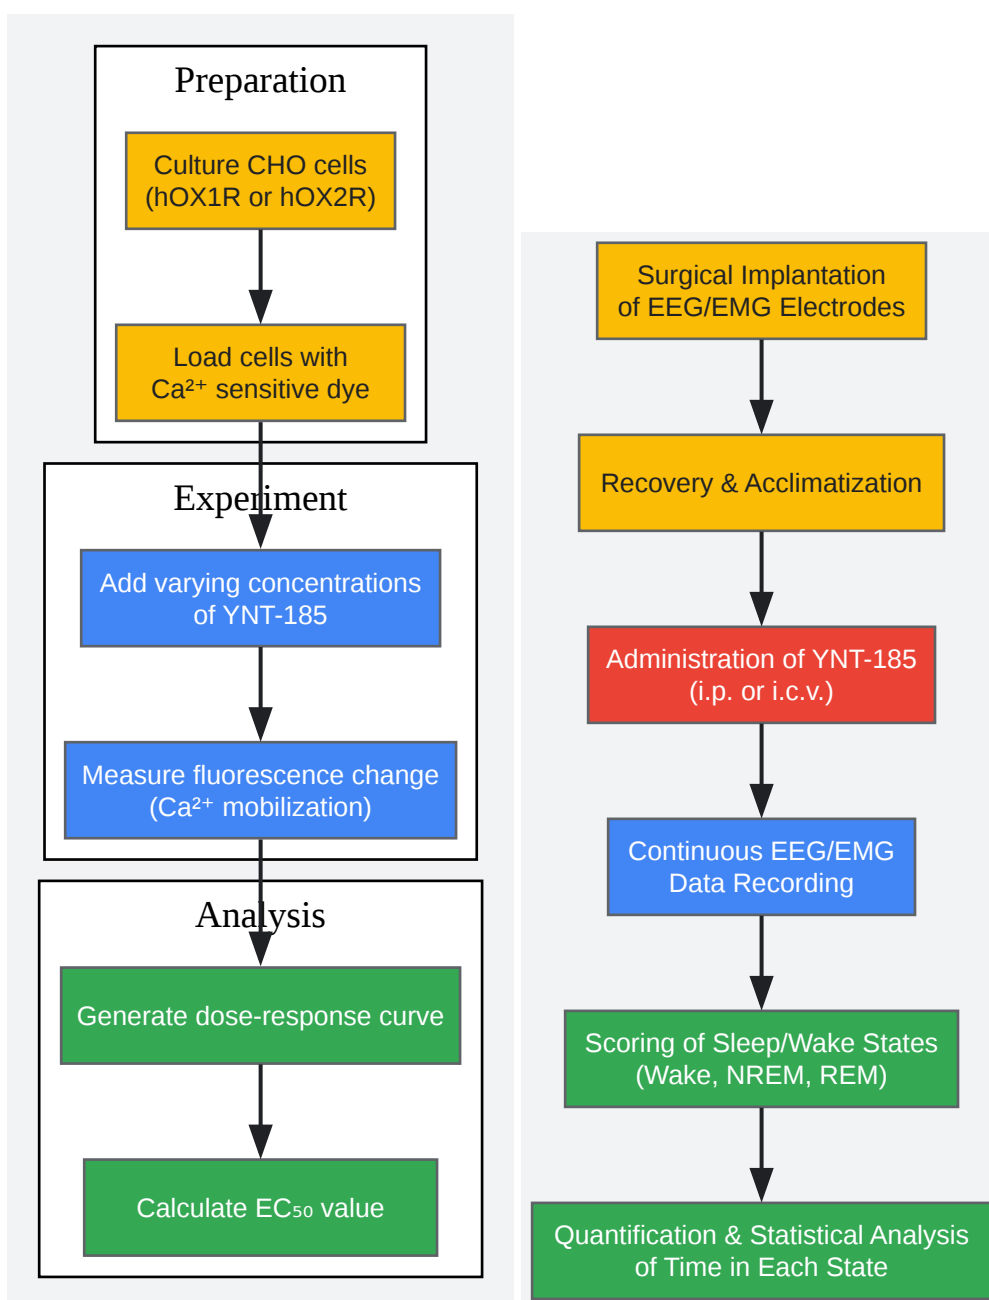 Preparation
Culture CHO cells
(hOX1R or hOX2R)
Load cells with
Ca²⁺ sensitive dye
Experiment
Add varying concentrations
of YNT-185
Measure fluorescence change
(Ca²⁺ mobilization)
Analysis
Generate dose-response curve
Calculate EC₅₀ value
Surgical Implantation
of EEG/EMG Electrodes
Recovery & Acclimatization
Administration of YNT-185
(i.p. or i.c.v.)
Continuous EEG/EMG
Data Recording
Scoring of Sleep/Wake States
(Wake, NREM, REM)
Quantification & Statistical Analysis
of Time in Each State